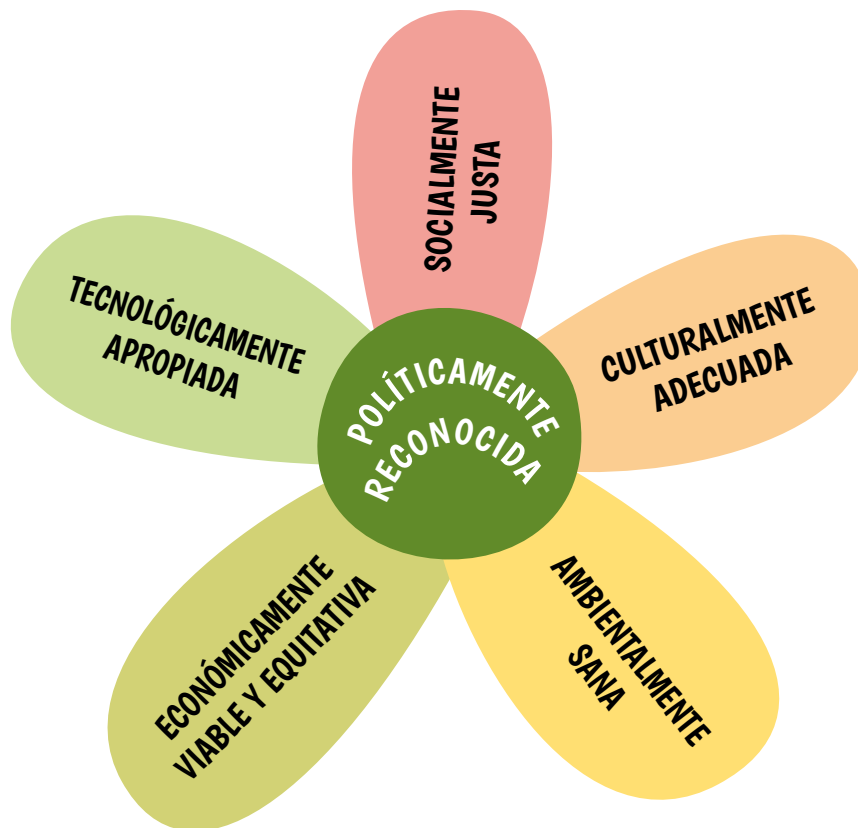 SOCIALMENTE
JUSTA
TECNOLÓGICAMENTE
APROPIADA
CULTURALMENTE
ADECUADA
POLÍTICAMENTE
RECONOCIDA
ECONÓMICAMENTE
VIABLE Y EQUITATIVA
AMBIENTALMENTE
SANA